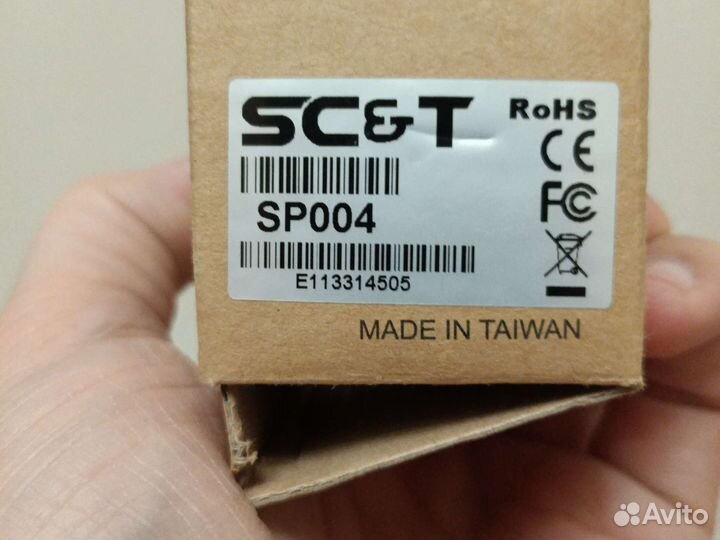 SC&T
RoHS
CE
FC
SP004
E113314505
MADE IN TAIWAN
Avito